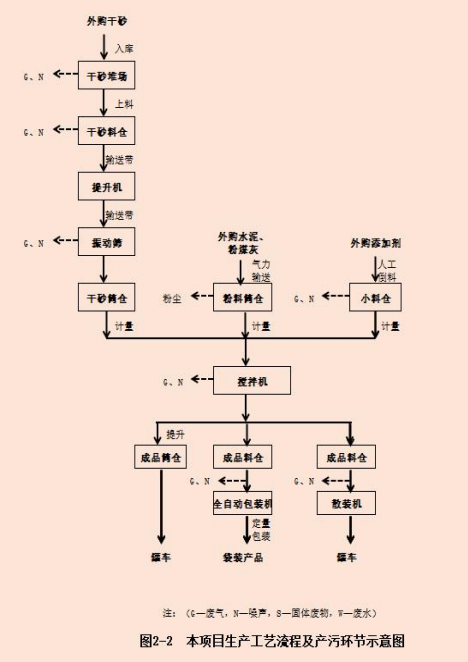 外购干砂
入库
G、N
干砂堆场
上料
G、N
干砂料仓
输送带
提升机
输送带
G、N
振动筛
外购水泥、
粉煤灰
外购添加剂
气力
输送
人工
倒料
干砂筒仓
粉尘
粉料筒仓
G、N
小料仓
计量
计量
计量
G、N
搅拌机
提升
成品筒仓
成品料仓
成品料仓
G、N
G、N
全自动包装机
散装机
定量
包装
罐车
袋装产品
罐车
注：（G—废气，N—噪声，S—固体废物，W—废水）
图2-2 本项目生产工艺流程及产污环节示意图